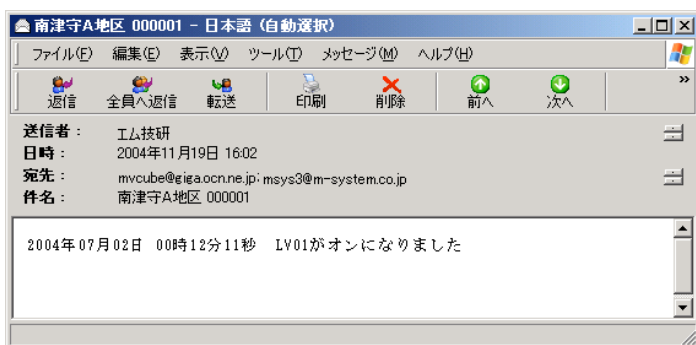 南津守A地区 000001 - 日本語 (自動選択)
ファイル(F) 編集(E) 表示(V) ツール(T) メッセージ(M) ヘルプ(H)
返信 全員へ返信 転送 印刷 削除 前へ 次へ »
送信者: エム技研
日時: 2004年11月19日 16:02
宛先: mvcube@giga.ocn.ne.jp; msys3@m-system.co.jp
件名: 南津守A地区 000001
2004年07月02日 00時12分11秒 LV01がオンになりました